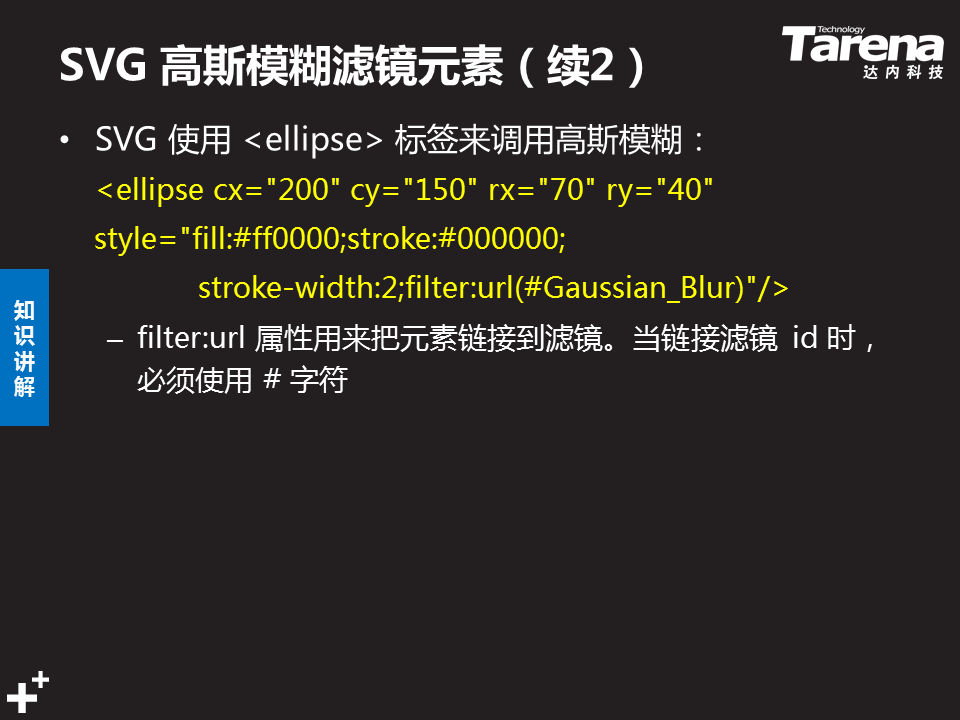 SVG 高斯模糊滤镜元素（续2）
Technology
Tarena
达内科技
• SVG 使用 <ellipse> 标签来调用高斯模糊：
<ellipse cx="200" cy="150" rx="70" ry="40"
style="fill:#ff0000;stroke:#000000;
stroke-width:2;filter:url(#Gaussian_Blur)"/>
– filter:url 属性用来把元素链接到滤镜。当链接滤镜 id 时，
必须使用 # 字符
知识讲解